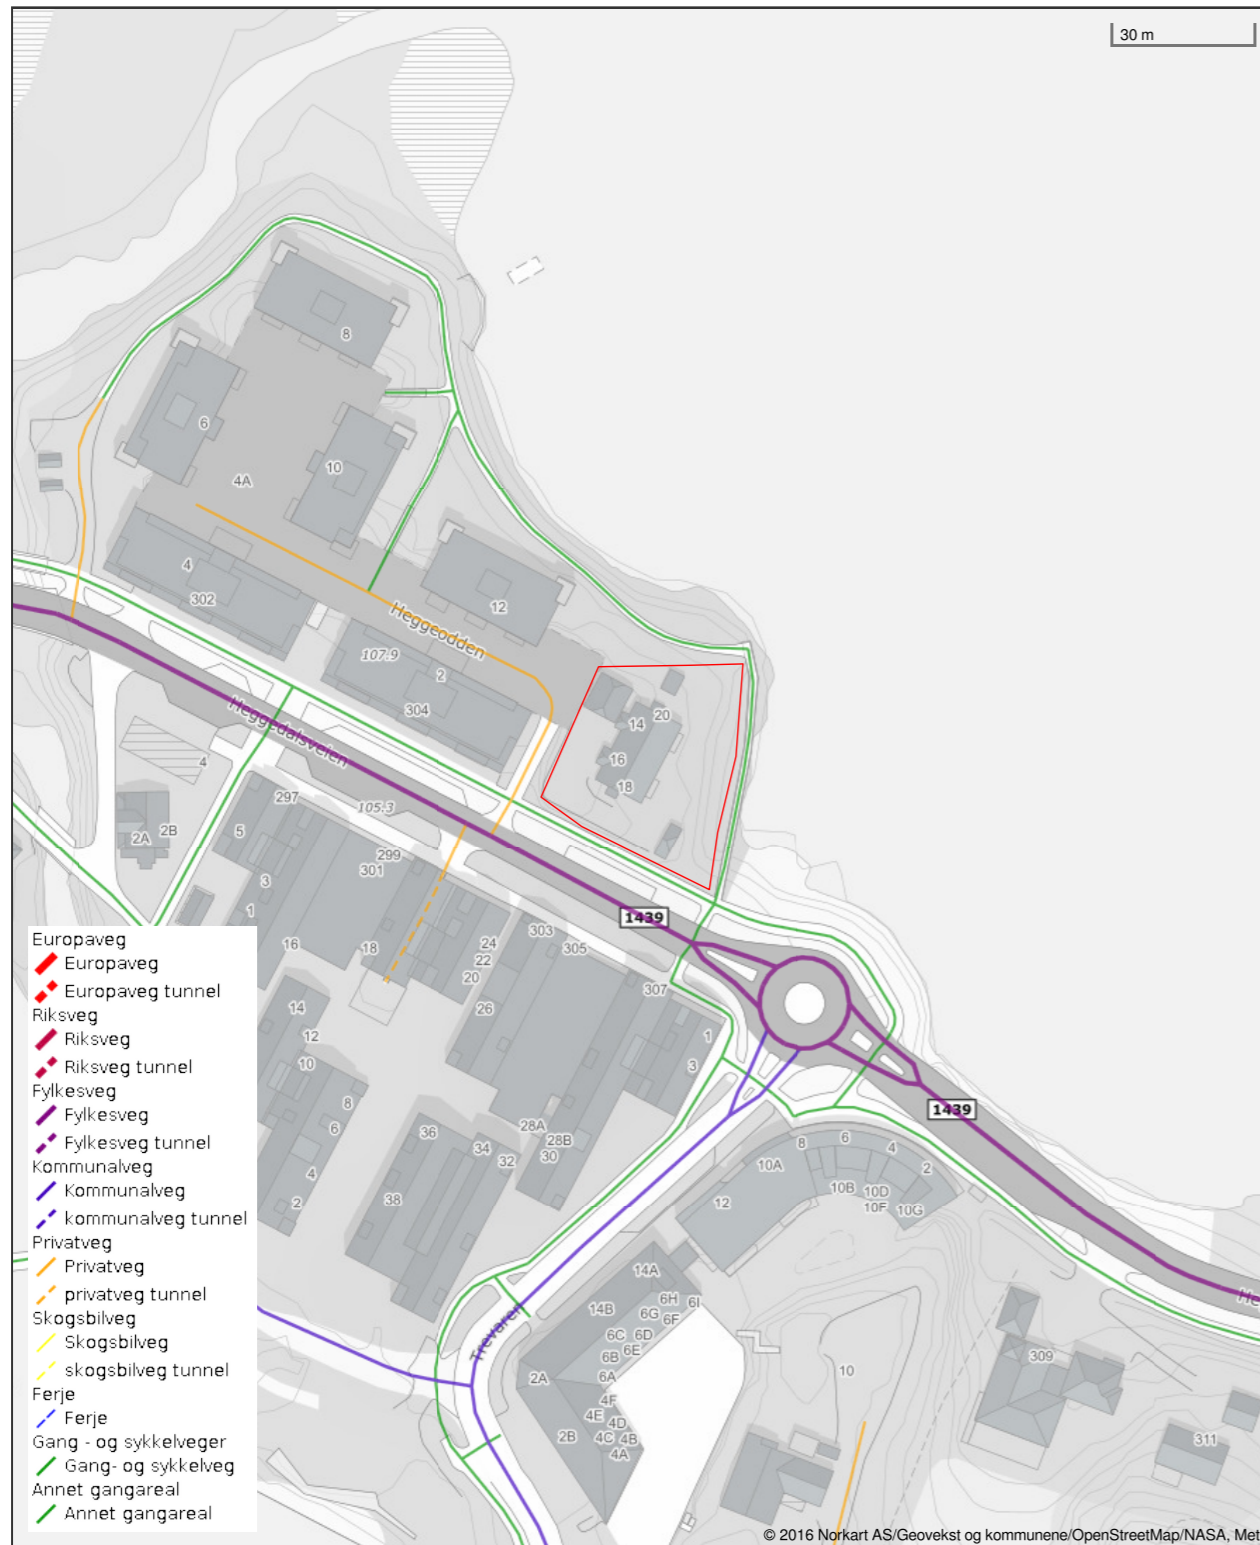 30 m
8
6
10
4A
4
302
12
Heggeodden
107.9
2
304
14
20
16
18
Heggedalsveien
4
2A
2B
297
105.3
5
299
301
3
1
16
18
24
22
20
26
303
305
307
1439
1
3
14
12
10
8
6
4
2
36
34
32
38
28A
28B
30
1439
8
6
4
2
10A
10B
10D
10F
10G
12
14A
14B
6H
6I
6G
6F
6C
6D
6E
6B
6A
2A
4F
4E
4D
4C
4B
4A
2B
Trevaren
10
309
311
He
Europaveg
Europaveg
Europaveg tunnel
Riksveg
Riksveg
Riksveg tunnel
Fylkesveg
Fylkesveg
Fylkesveg tunnel
Kommunalveg
Kommunalveg
kommunalveg tunnel
Privatveg
Privatveg
privatveg tunnel
Skogsbilveg
Skogsbilveg
skogsbilveg tunnel
Ferje
Ferje
Gang - og sykkelveger
Gang- og sykkelveg
Annet gangareal
Annet gangareal
© 2016 Norkart AS/Geovekst og kommunene/OpenStreetMap/NASA, Met